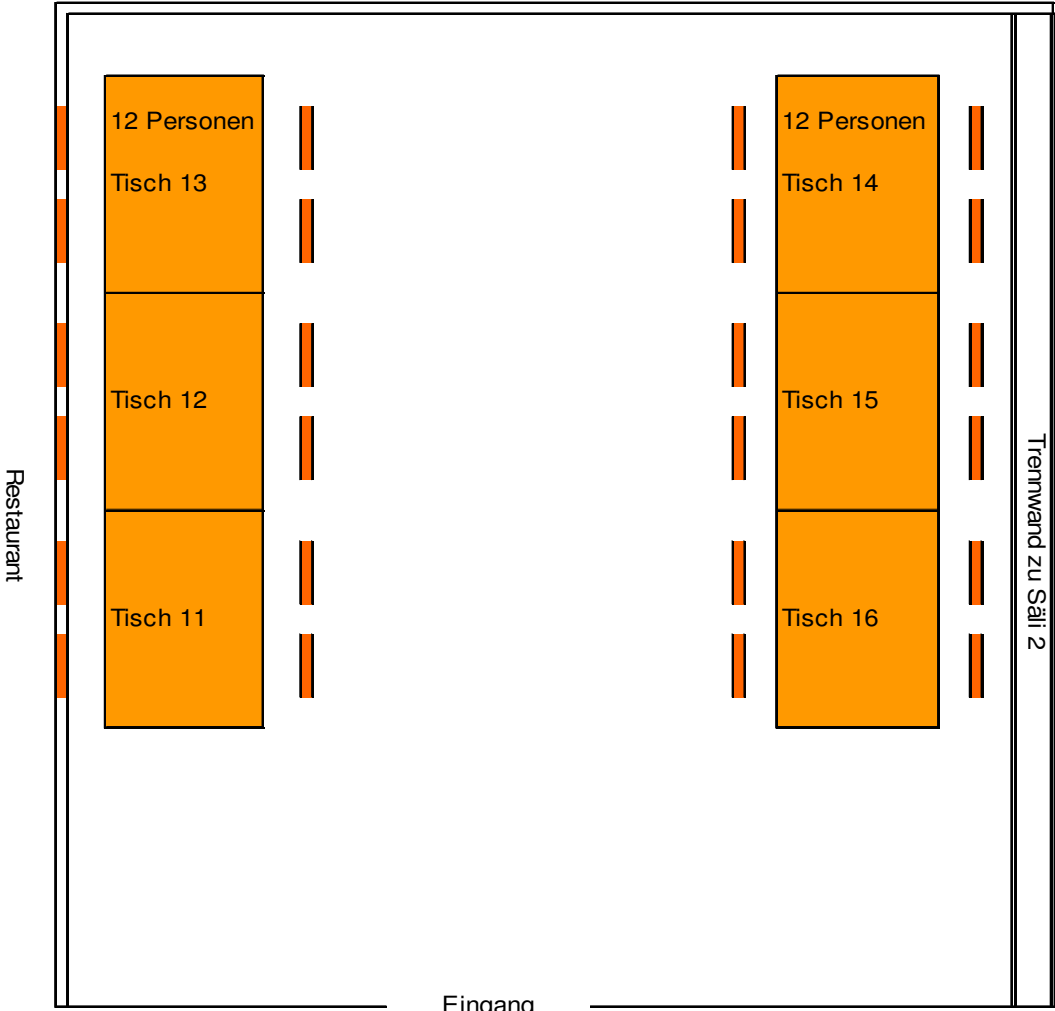 12 Personen
Tisch 13
Tisch 12
Tisch 11
12 Personen
Tisch 14
Tisch 15
Tisch 16
Restaurant
Trennwand zu Säli 2
Eingang